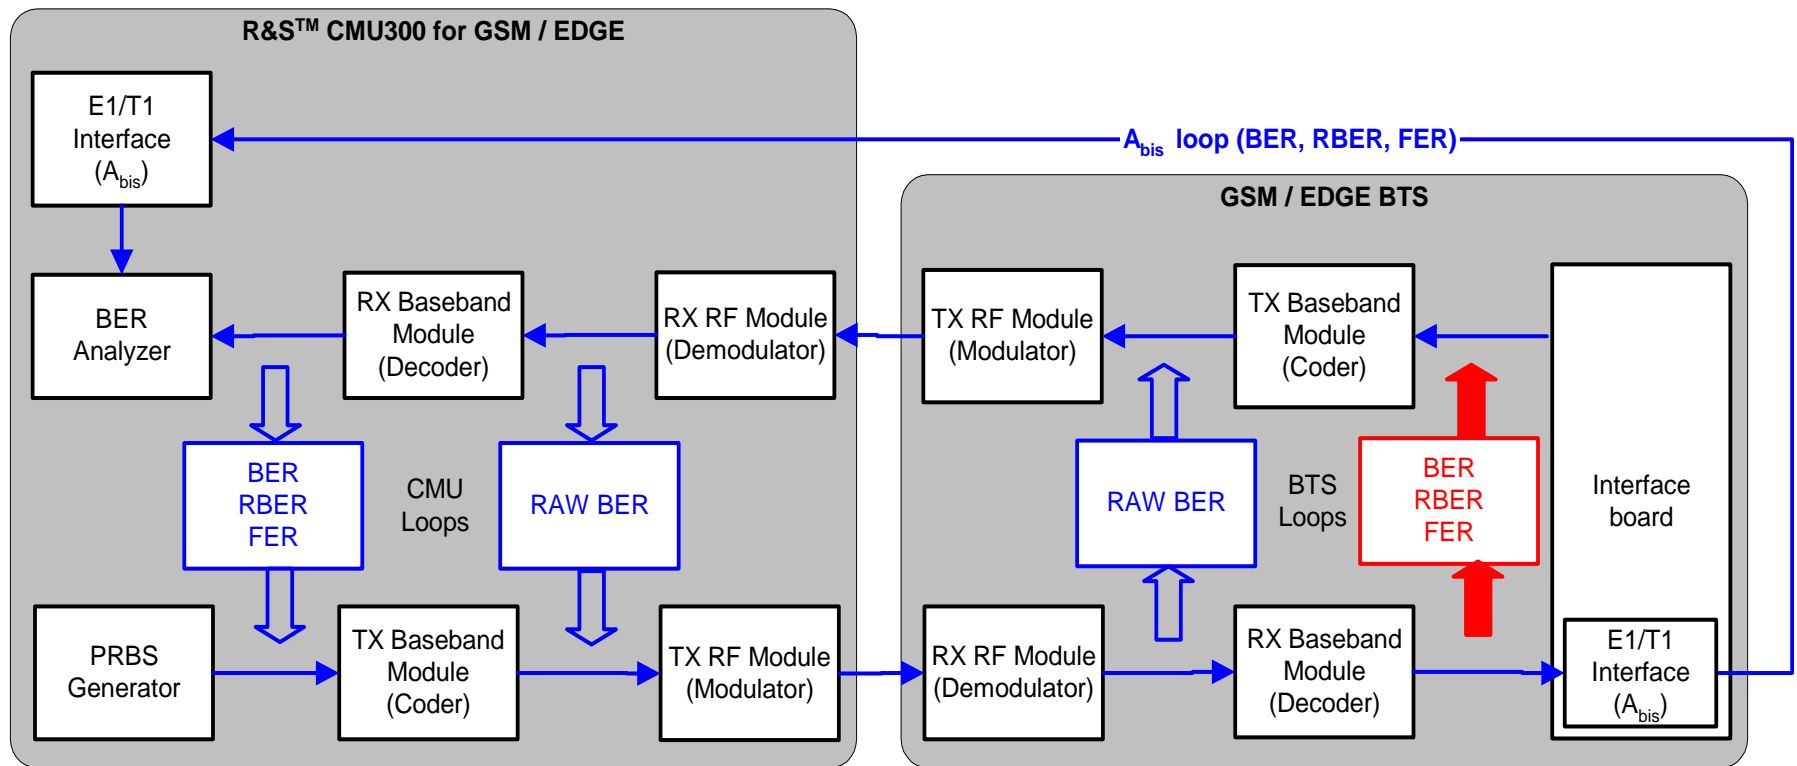 R&S™ CMU300 for GSM / EDGE
E1/T1
Interface
(Abis)
Abis loop (BER, RBER, FER)
GSM / EDGE BTS
BER
Analyzer
RX Baseband
Module
(Decoder)
RX RF Module
(Demodulator)
TX RF Module
(Modulator)
TX Baseband
Module
(Coder)
BER
RBER
FER
CMU
Loops
RAW BER
RAW BER
BTS
Loops
BER
RBER
FER
Interface
board
PRBS
Generator
TX Baseband
Module
(Coder)
TX RF Module
(Modulator)
RX RF Module
(Demodulator)
RX Baseband
Module
(Decoder)
E1/T1
Interface
(Abis)